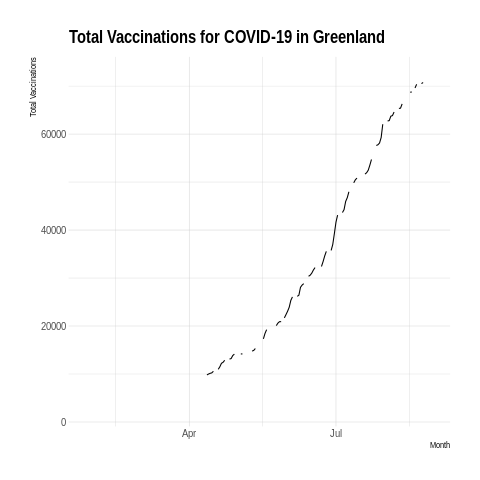 Total Vaccinations for COVID-19 in Greenland
Total Vaccinations
60000
40000
20000
0
Apr Jul
Month